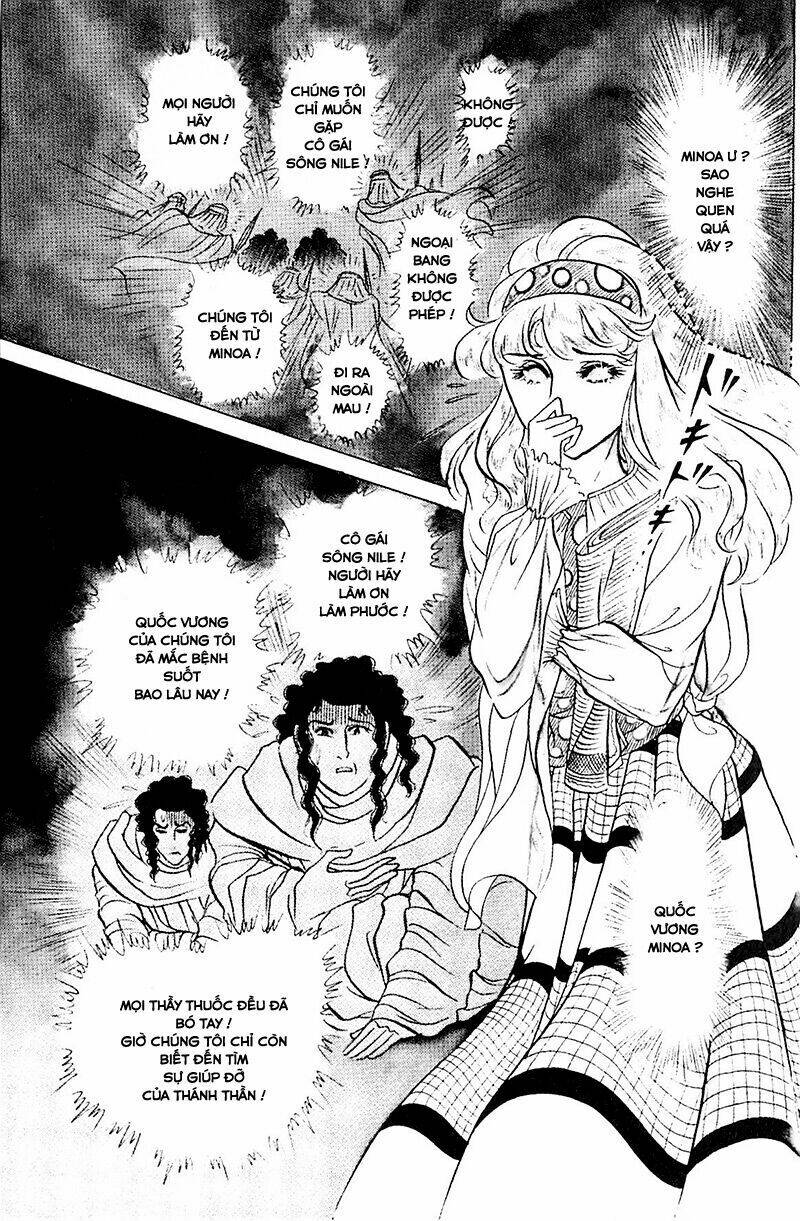 MỌI NGƯỜI
HÃY
LÀM ƠN !
CHÚNG TÔI
CHỈ MUỐN
GẶP
CÔ GÁI
SÔNG NILE !
KHÔNG
ĐƯỢC !
MINOA Ư ?
SAO
NGHE
QUEN
QUÁ
VẬY ?
NGOẠI
BANG
KHÔNG
ĐƯỢC
PHÉP !
CHÚNG TÔI
ĐẾN TỪ
MINOA !
ĐI RA
NGOÀI
MAU !
ドキドキ
CÔ GÁI
SÔNG NILE !
NGƯỜI HÃY
LÀM ƠN
LÀM PHƯỚC !
QUỐC VƯƠNG
CỦA CHÚNG TÔI
ĐÃ MẮC BỆNH
SUỐT
BAO LÂU NAY !
QUỐC
VƯƠNG
MINOA ?
MỌI THẦY THUỐC ĐỀU ĐÃ
BÓ TAY !
GIỜ CHÚNG TÔI CHỈ CÒN
BIẾT ĐẾN TÌM
SỰ GIÚP ĐỠ
CỦA THÁNH THẦN !